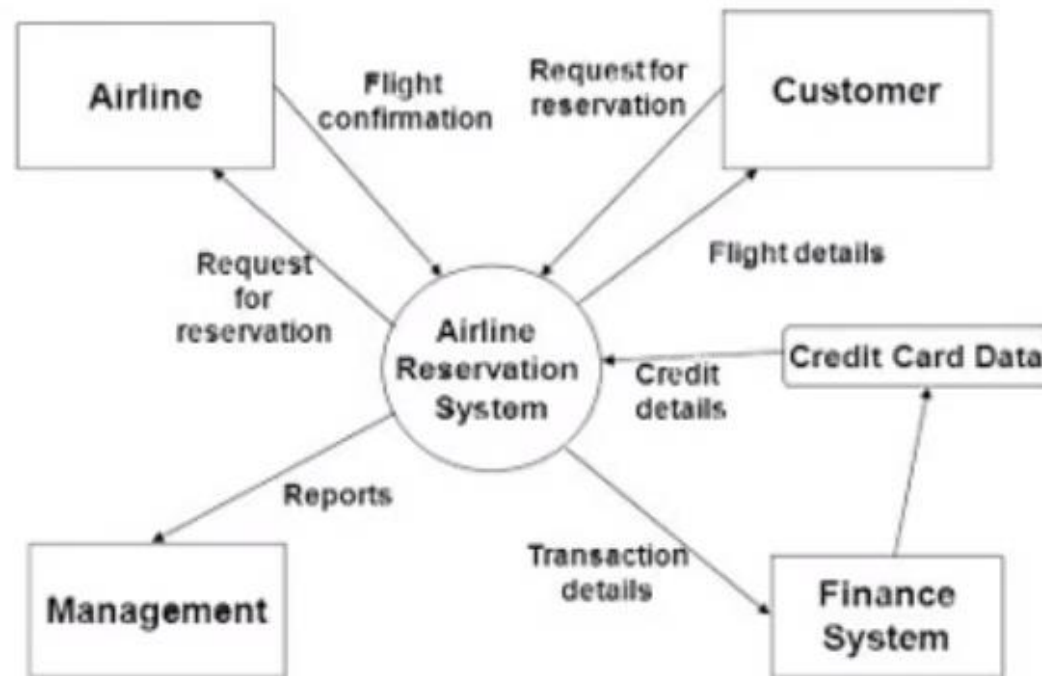 Airline
Flight
confirmation
Request for
reservation
Customer
Request
for
reservation
Flight details
Airline
Reservation
System
Credit
details
Credit Card Data
Reports
Transaction
details
Management
Finance
System